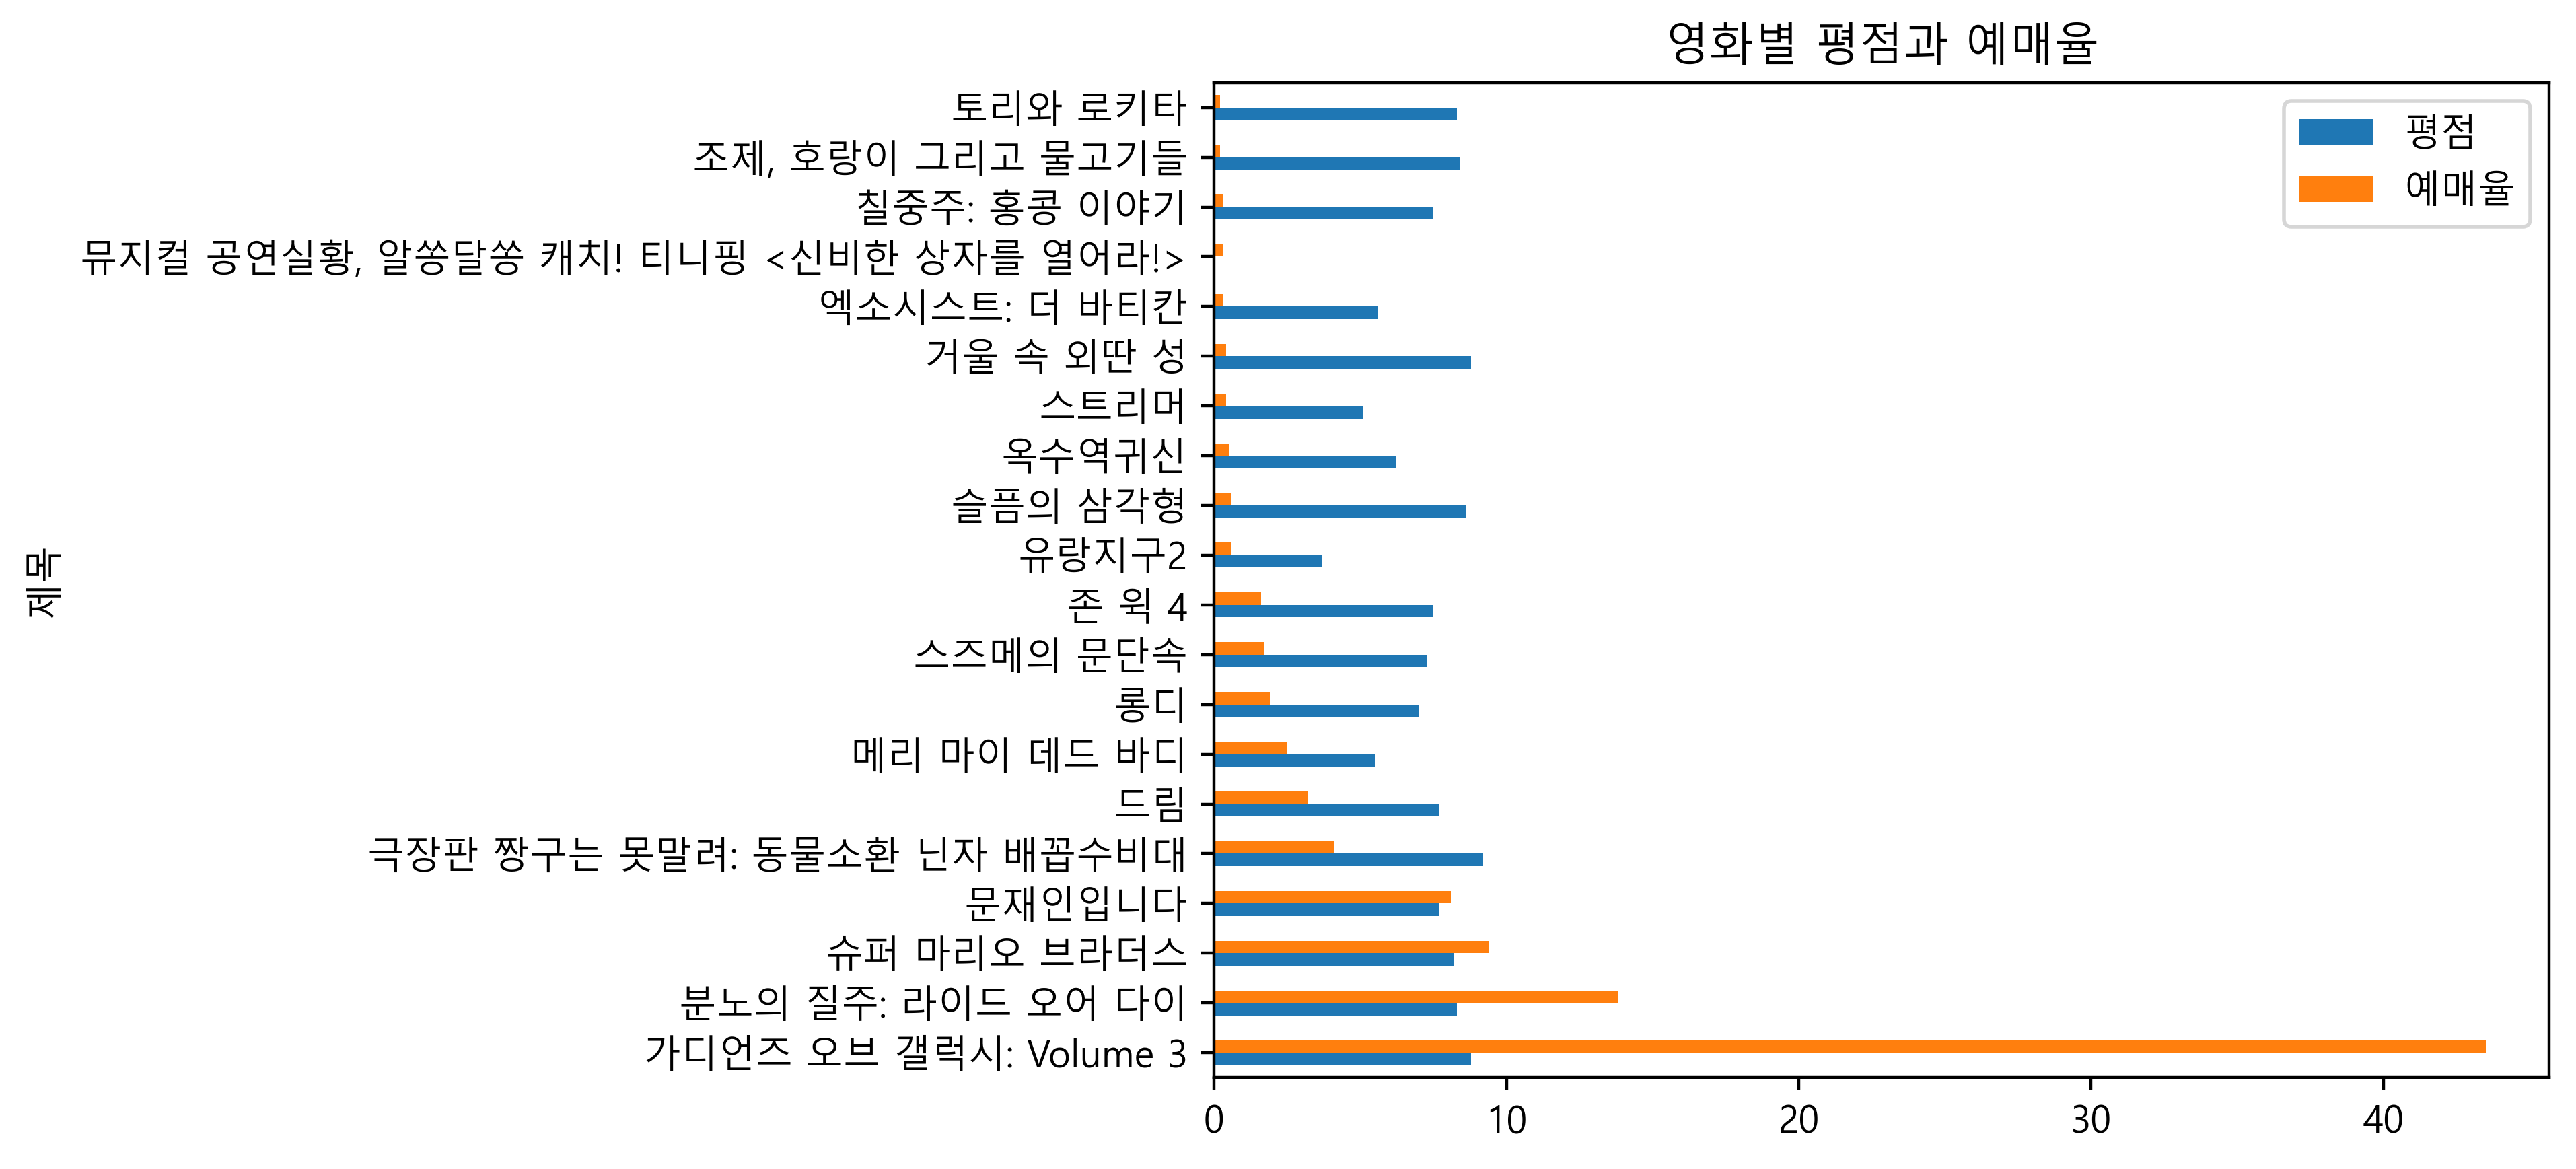 영화별 평점과 예매율
평점
예매율
제목
토리와 로키타
조제, 호랑이 그리고 물고기들
칠중주: 홍콩 이야기
뮤지컬 공연실황, 알쏭달쏭 캐치! 티니핑 <신비한 상자를 열어라!>
엑소시스트: 더 바티칸
거울 속 외딴 성
스트리머
옥수역귀신
슬픔의 삼각형
유랑지구2
존 윅 4
스즈메의 문단속
롱디
메리 마이 데드 바디
드림
극장판 짱구는 못말려: 동물소환 닌자 배꼽수비대
문재인입니다
슈퍼 마리오 브라더스
분노의 질주: 라이드 오어 다이
가디언즈 오브 갤럭시: Volume 3
0 10 20 30 40